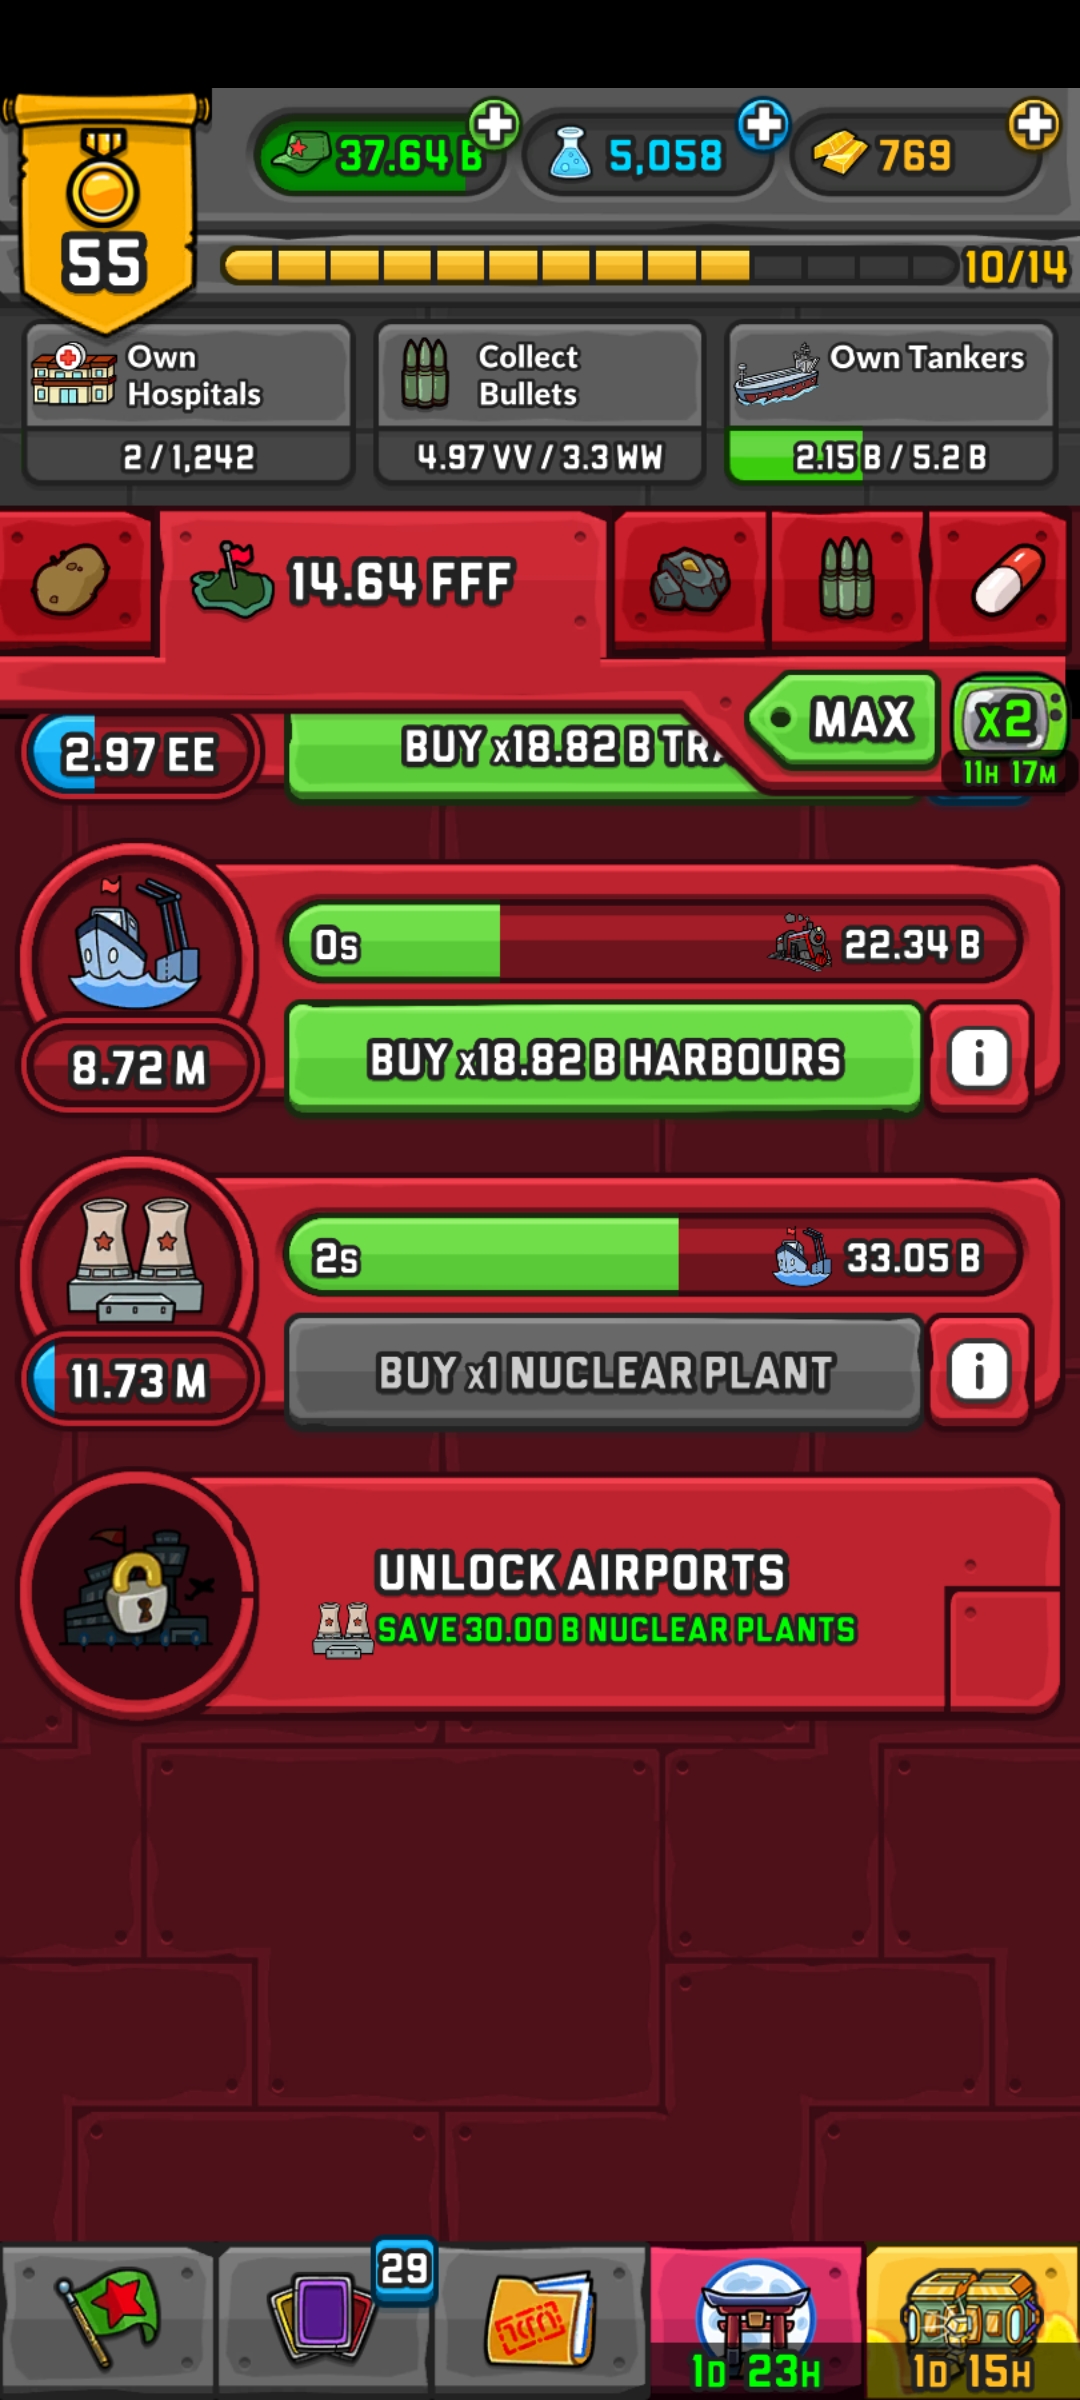 37.64 B
5,058
769
55
10/14
Own
Hospitals
2 / 1,242
Collect
Bullets
4.97 VV / 3.3 WW
Own Tankers
2.15 B / 5.2 B
14.64 FFF
MAX
x2
11H 17M
2.97 EE
BUY x18.82 B TRA
0s
22.34 B
8.72 M
BUY x18.82 B HARBOURS
i
2s
33.05 B
11.73 M
BUY x1 NUCLEAR PLANT
i
UNLOCK AIRPORTS
SAVE 30.00 B NUCLEAR PLANTS
29
1D 23H
1D 15H